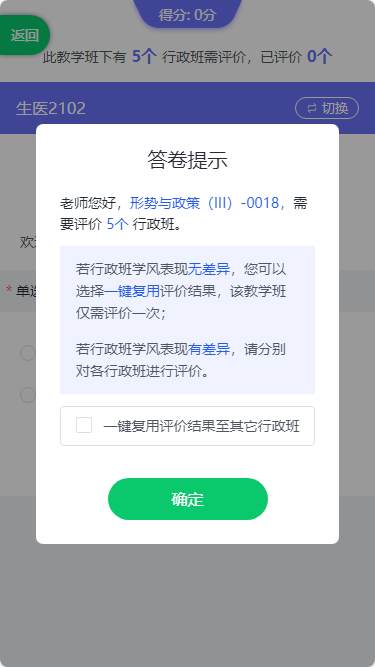 得分: 0分
返回
此教学班下有 5个 行政班需评价，已评价 0个
生医2102
切换
答卷提示
老师您好，形势与政策（III）-0018，需
要评价 5个 行政班。
欢
若行政班学风表现无差异，您可以
选择一键复用评价结果，该教学班
仅需评价一次；
* 单选
若行政班学风表现有差异，请分别
对各行政班进行评价。
一键复用评价结果至其它行政班
确定